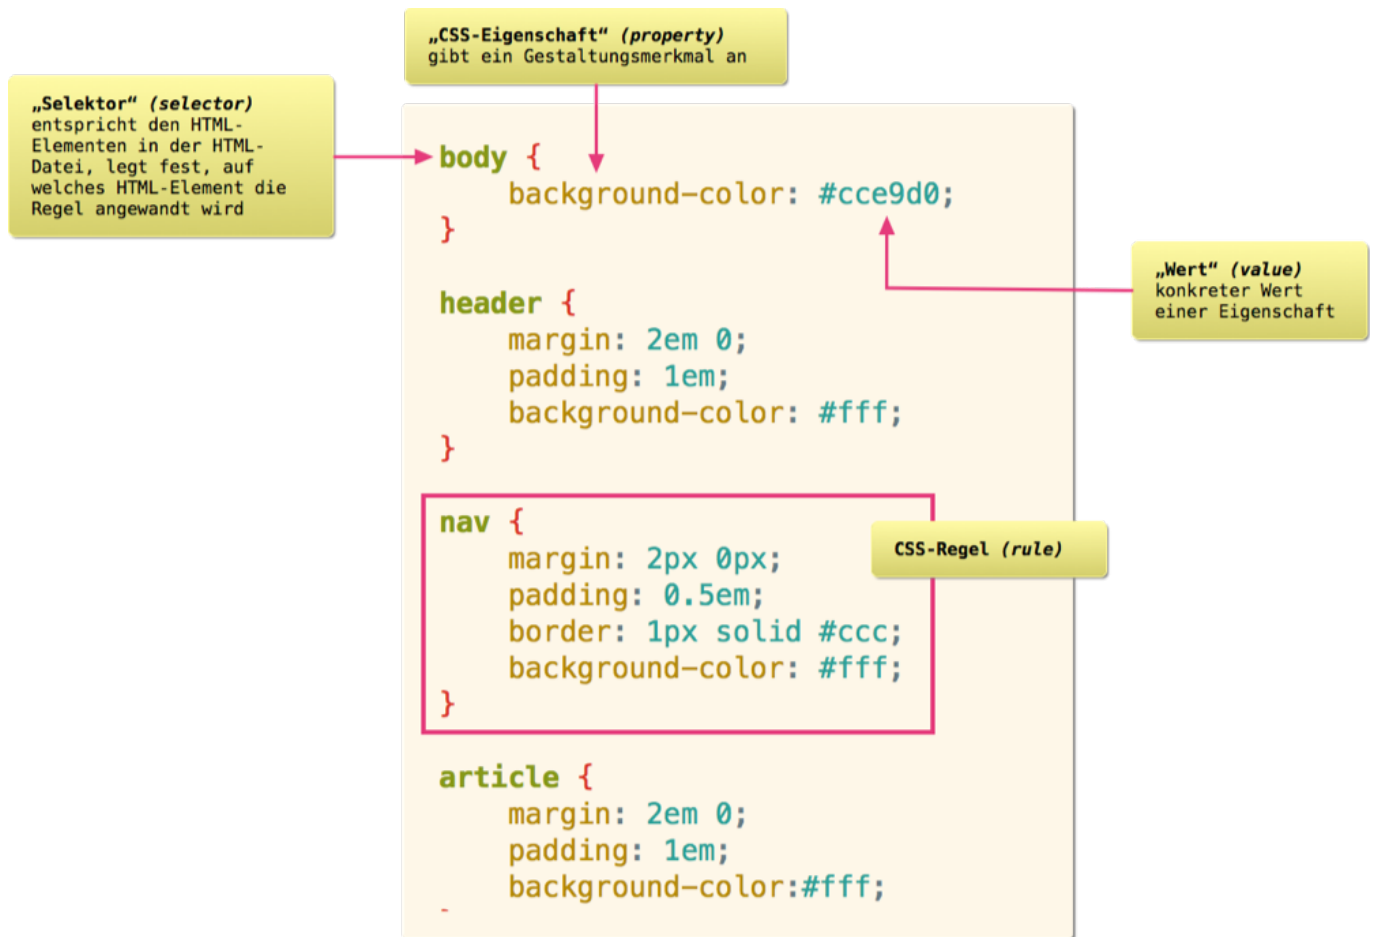 „CSS-Eigenschaft“ (property)
gibt ein Gestaltungsmerkmal an
„Selektor“ (selector)
entspricht den HTML-
Elementen in der HTML-
Datei, legt fest, auf
welches HTML-Element die
Regel angewandt wird
body {
    background-color: #cce9d0;
}
„Wert“ (value)
konkreter Wert
einer Eigenschaft
header {
    margin: 2em 0;
    padding: 1em;
    background-color: #fff;
}
nav {
    margin: 2px 0px;
    padding: 0.5em;
    border: 1px solid #ccc;
    background-color: #fff;
}
CSS-Regel (rule)
article {
    margin: 2em 0;
    padding: 1em;
    background-color:#fff;